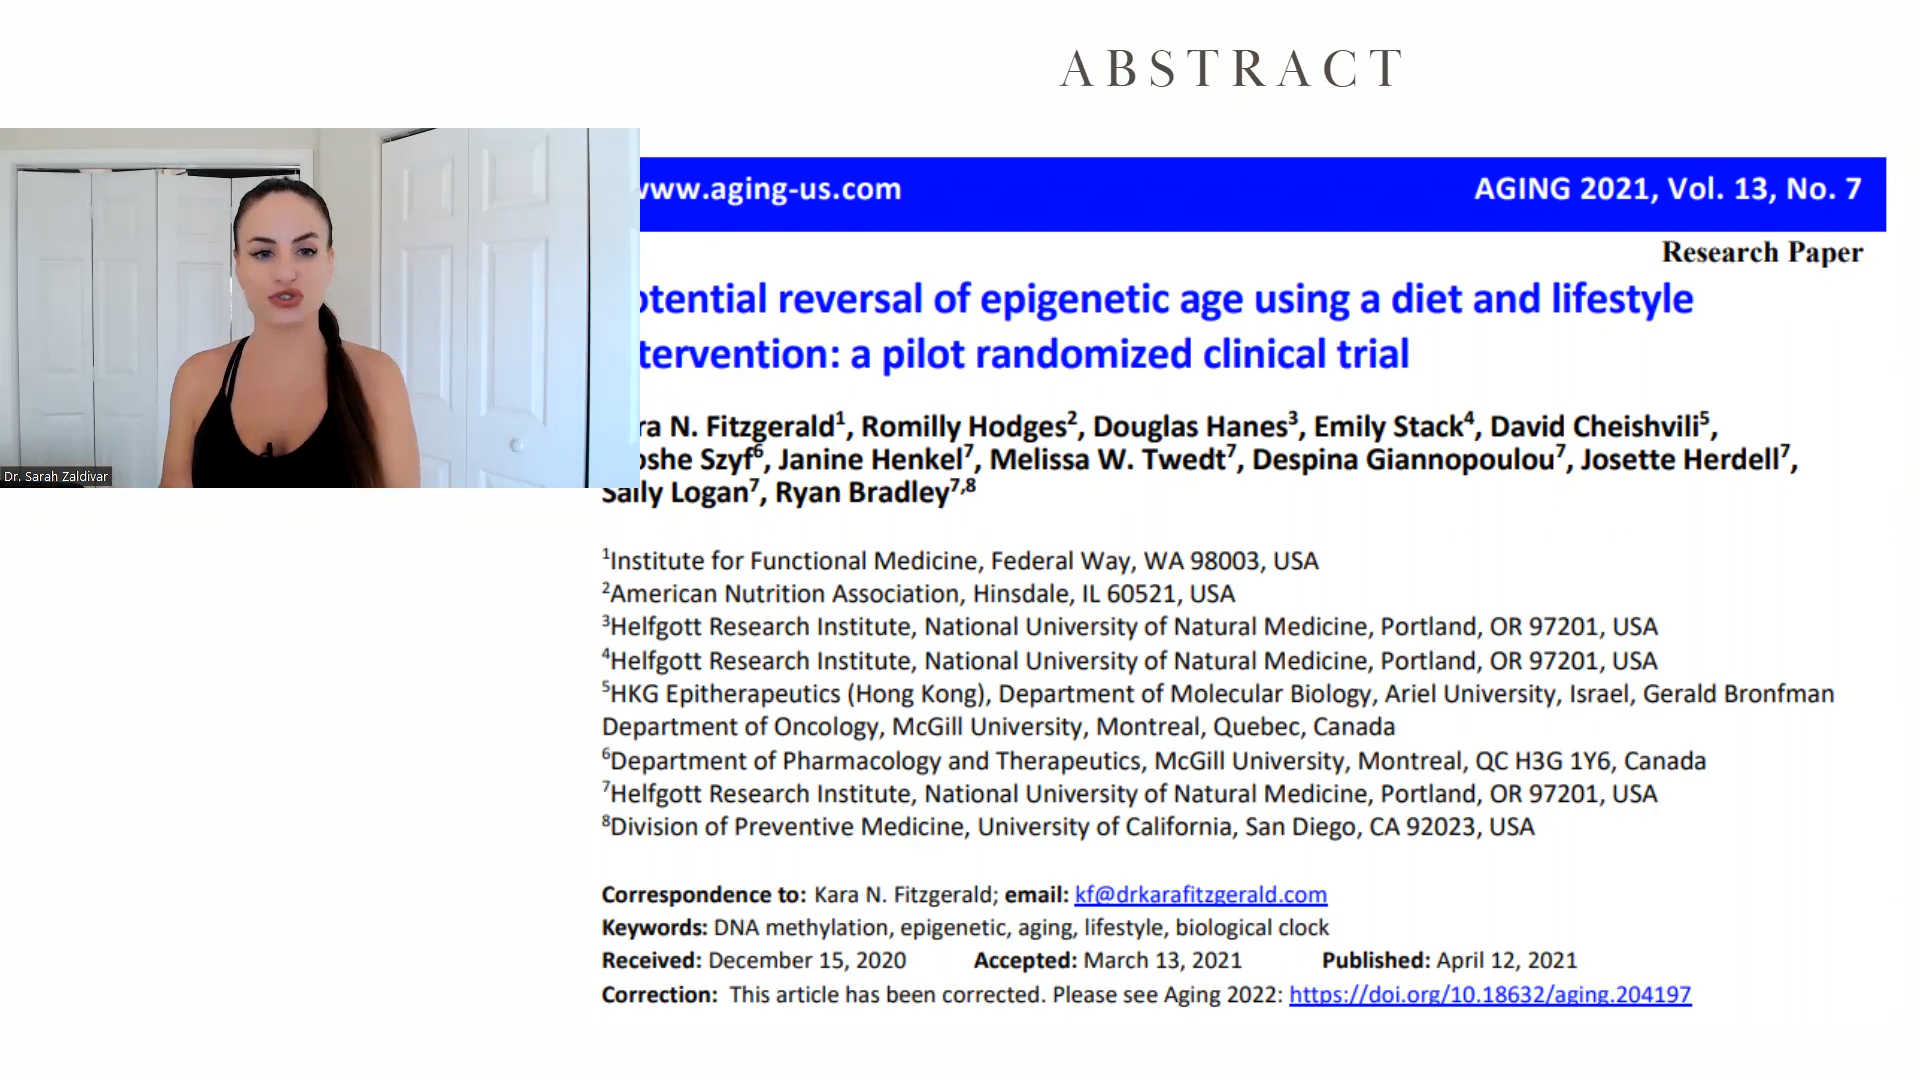 ABSTRACT
www.aging-us.com AGING 2021, Vol. 13, No. 7
Research Paper
otential reversal of epigenetic age using a diet and lifestyle
tervention: a pilot randomized clinical trial
ra N. Fitzgerald¹, Romilly Hodges², Douglas Hanes³, Emily Stack⁴, David Cheishvili⁵,
oshe Szyf⁶, Janine Henkel⁷, Melissa W. Twedt⁷, Despina Giannopoulou⁷, Josette Herdell⁷,
Sally Logan⁷, Ryan Bradley⁷,⁸
Dr. Sarah Zaldivar
¹Institute for Functional Medicine, Federal Way, WA 98003, USA
²American Nutrition Association, Hinsdale, IL 60521, USA
³Helfgott Research Institute, National University of Natural Medicine, Portland, OR 97201, USA
⁴Helfgott Research Institute, National University of Natural Medicine, Portland, OR 97201, USA
⁵HKG Epitherapeutics (Hong Kong), Department of Molecular Biology, Ariel University, Israel, Gerald Bronfman
Department of Oncology, McGill University, Montreal, Quebec, Canada
⁶Department of Pharmacology and Therapeutics, McGill University, Montreal, QC H3G 1Y6, Canada
⁷Helfgott Research Institute, National University of Natural Medicine, Portland, OR 97201, USA
⁸Division of Preventive Medicine, University of California, San Diego, CA 92023, USA
Correspondence to: Kara N. Fitzgerald; email: kf@drkarafitzgerald.com
Keywords: DNA methylation, epigenetic, aging, lifestyle, biological clock
Received: December 15, 2020 Accepted: March 13, 2021 Published: April 12, 2021
Correction: This article has been corrected. Please see Aging 2022: https://doi.org/10.18632/aging.204197